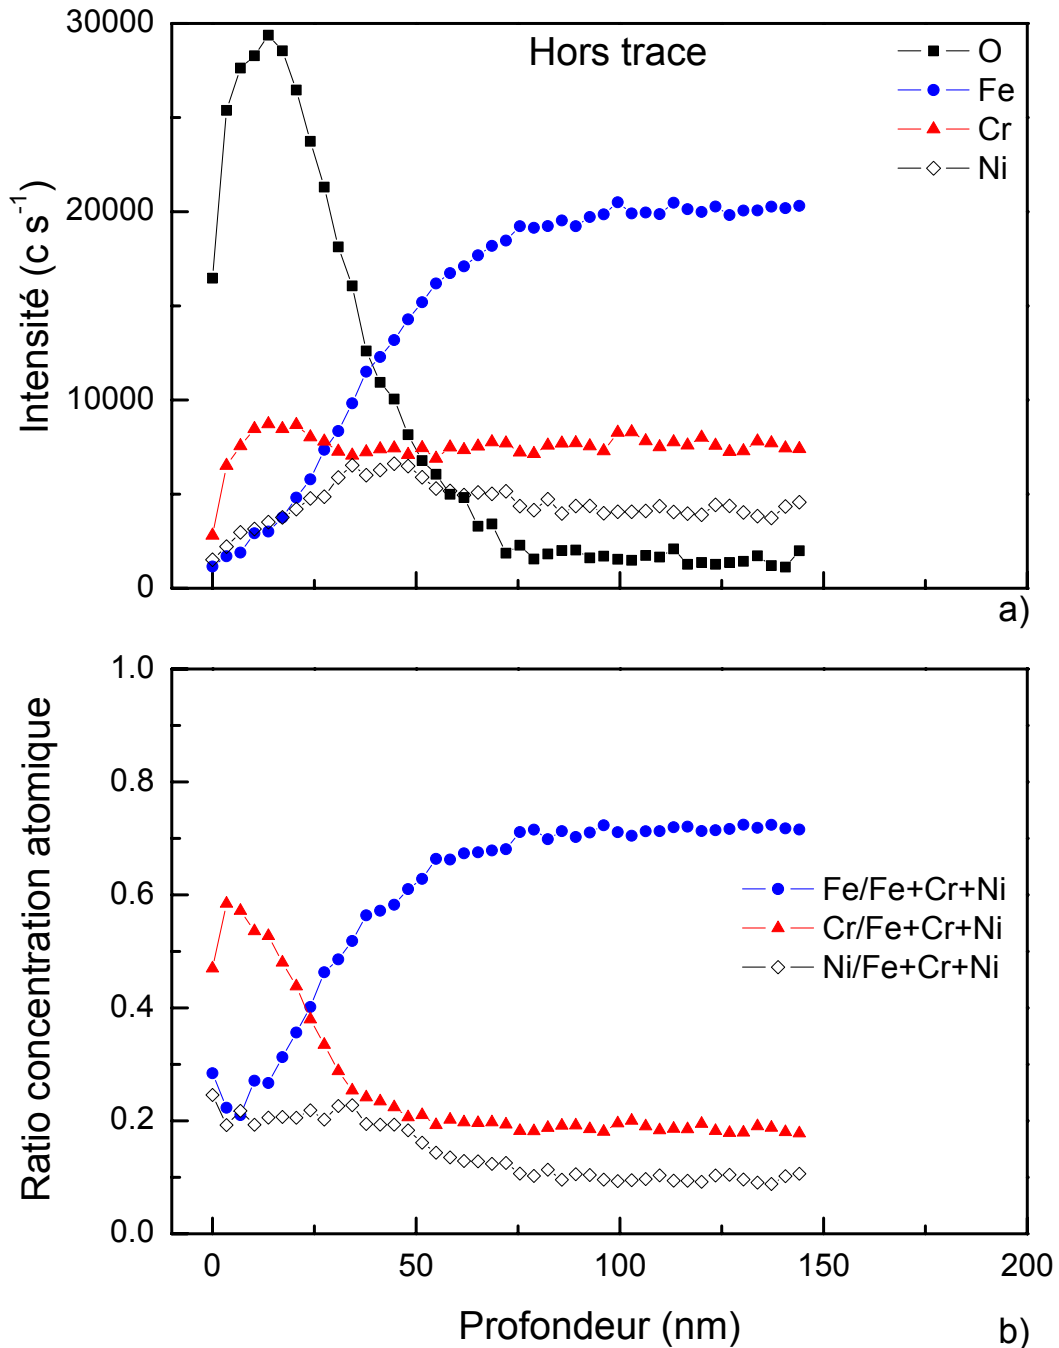 Hors trace
O
Fe
Cr
Ni
30000
20000
10000
0
Intensité (c s⁻¹)
a)
1.0
0.8
0.6
0.4
0.2
0.0
Ratio concentration atomique
Fe/Fe+Cr+Ni
Cr/Fe+Cr+Ni
Ni/Fe+Cr+Ni
0 50 100 150 200
Profondeur (nm)
b)